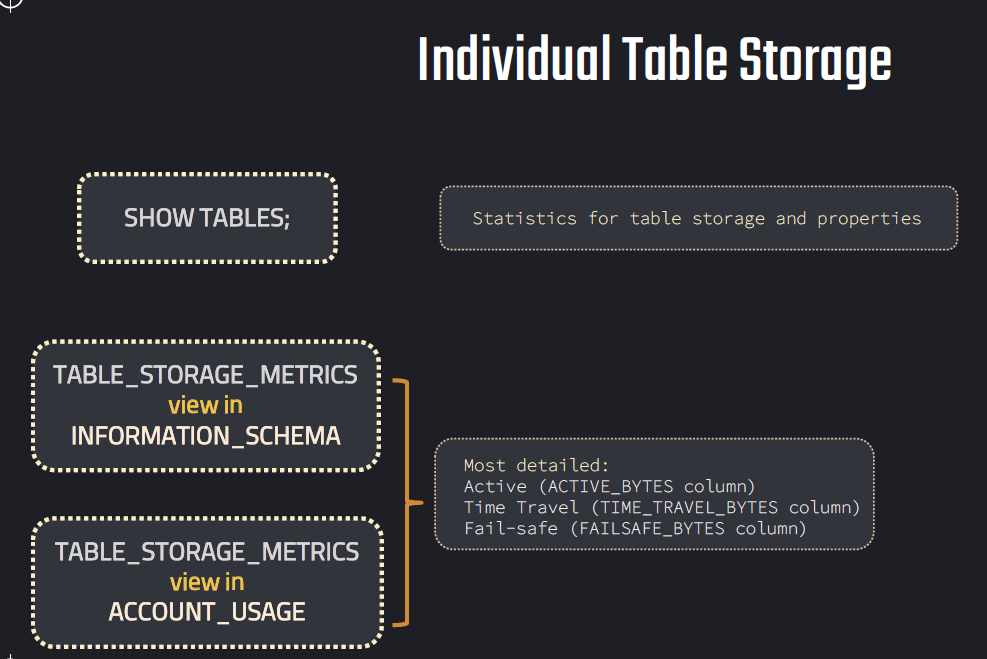 Individual Table Storage
SHOW TABLES;
Statistics for table storage and properties
TABLE_STORAGE_METRICS
view in
INFORMATION_SCHEMA
Most detailed:
Active (ACTIVE_BYTES column)
Time Travel (TIME_TRAVEL_BYTES column)
Fail-safe (FAILSAFE_BYTES column)
TABLE_STORAGE_METRICS
view in
ACCOUNT_USAGE